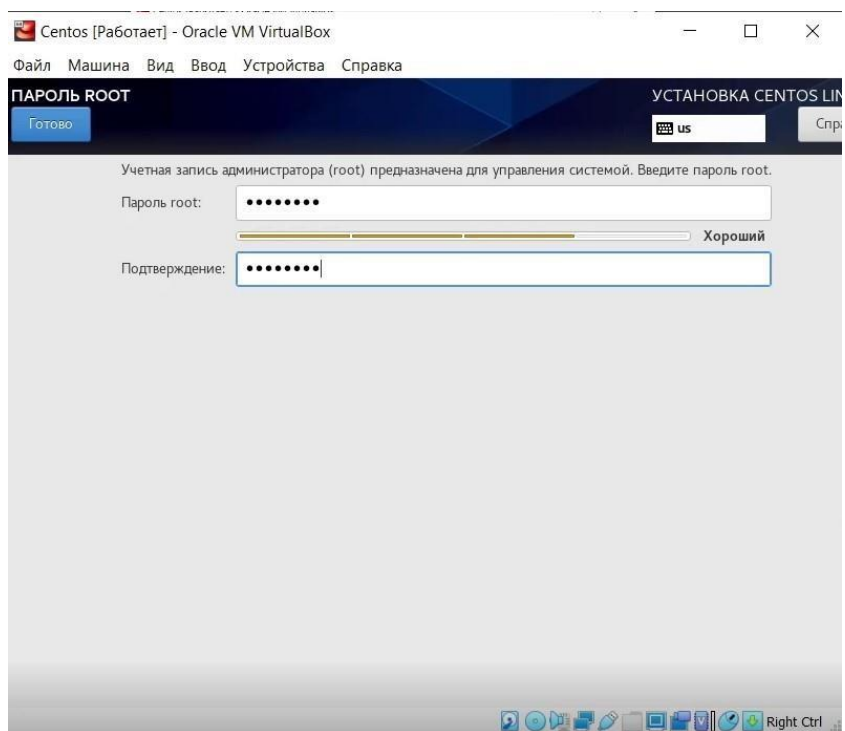 Centos [Работает] - Oracle VM VirtualBox
Файл Машина Вид Ввод Устройства Справка
ПАРОЛЬ ROOT
УСТАНОВКА CENTOS LIN
Готово
us
Спра
Учетная запись администратора (root) предназначена для управления системой. Введите пароль root.
Пароль root: ••••••••
Хороший
Подтверждение: ••••••••
Right Ctrl